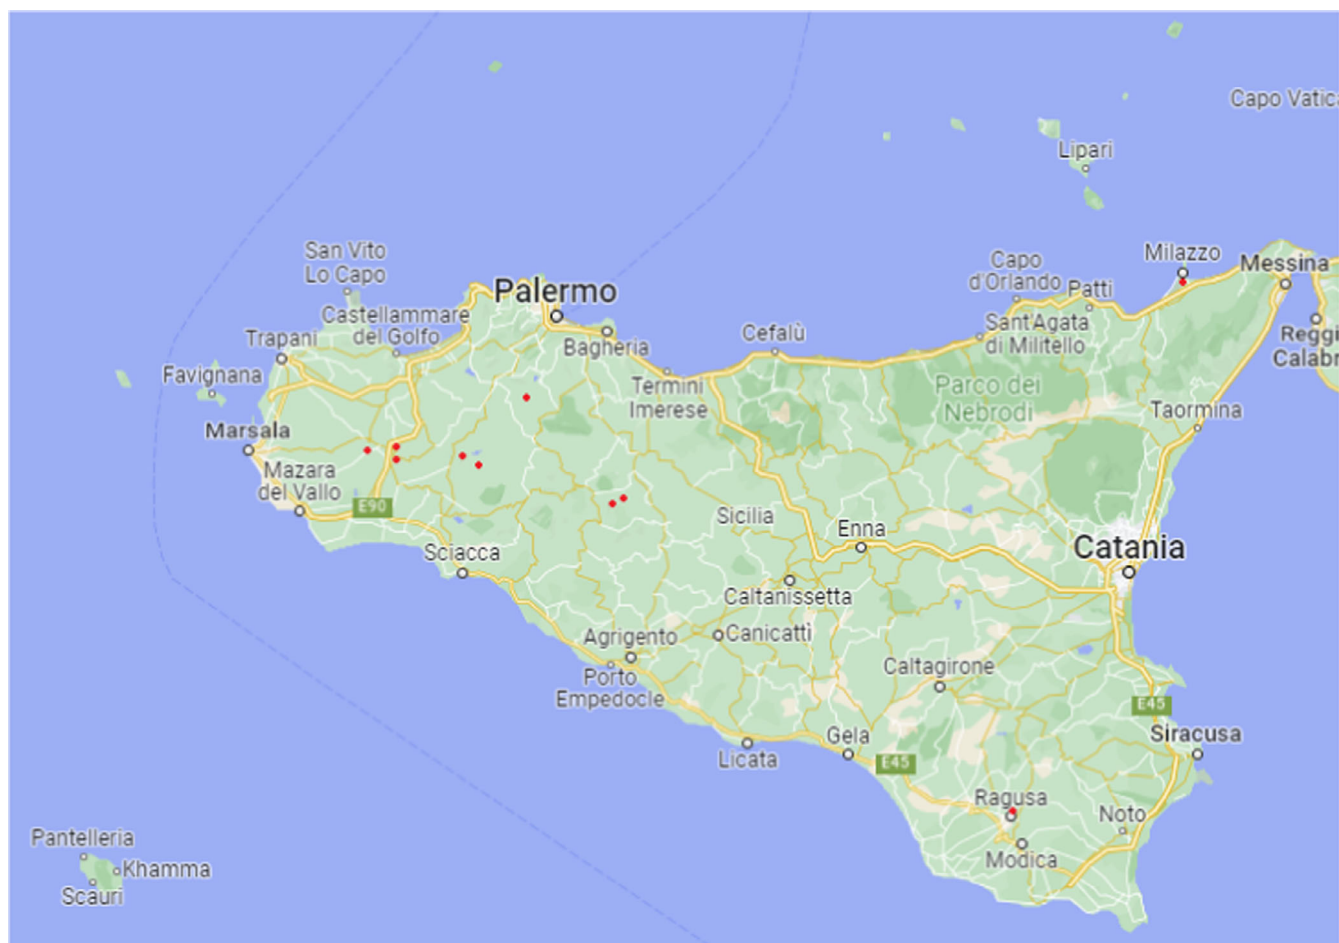 Capo Vatica
Lipari
San Vito
Lo Capo
Milazzo
Messina
Capo
d'Orlando
Patti
Palermo
Castellammare
del Golfo
Trapani
Bagheria
Cefalù
Sant'Agata
di Militello
Reggi
Calabr
Favignana
Termini
Imerese
Parco dei
Nebrodi
Taormina
Marsala
Mazara
del Vallo
E90
Sicilia
Enna
Catania
Sciacca
Caltanissetta
Agrigento
Canicattì
Porto
Empedocle
Caltagirone
E45
Siracusa
Gela
Licata
E45
Ragusa
Noto
Modica
Pantelleria
Khamma
Scauri